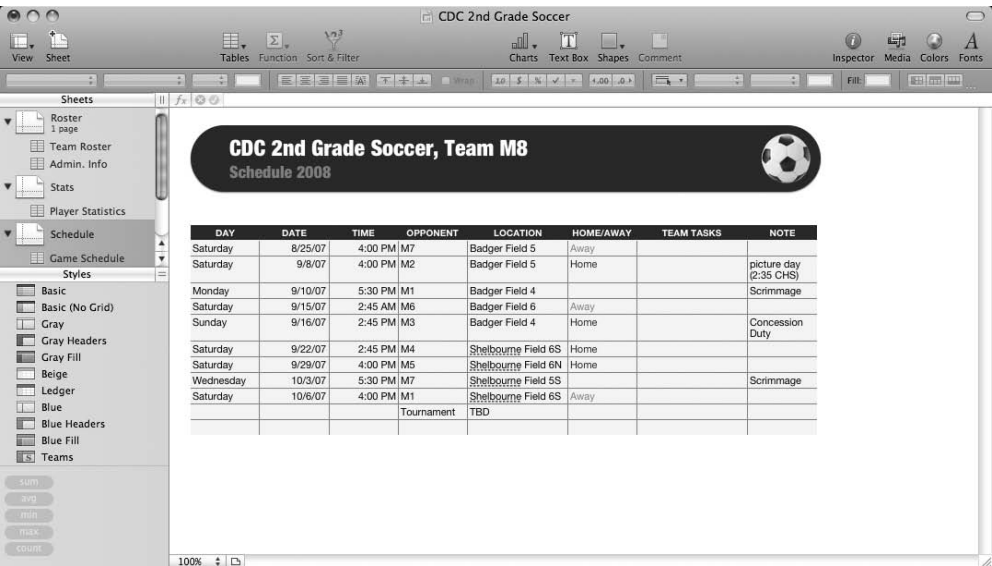 CDC 2nd Grade Soccer
View Sheet Tables Function Sort & Filter Charts Text Box Shapes Comment Inspector Media Colors Fonts
Wrap 1.0 $ % 4.00 .0 Fill:
Sheets
fx
Roster
1 page
Team Roster
Admin. Info
Stats
Player Statistics
Schedule
Game Schedule
Styles
Basic
Basic (No Grid)
Gray
Gray Headers
Gray Fill
Beige
Ledger
Blue
Blue Headers
Blue Fill
S Teams
sum
avg
min
max
count
CDC 2nd Grade Soccer, Team M8
Schedule 2008
DAY DATE TIME OPPONENT LOCATION HOME/AWAY TEAM TASKS NOTE
Saturday 8/25/07 4:00 PM M7 Badger Field 5 Away
Saturday 9/8/07 4:00 PM M2 Badger Field 5 Home picture day
(2:35 CHS)
Monday 9/10/07 5:30 PM M1 Badger Field 4 Scrimmage
Saturday 9/15/07 2:45 AM M6 Badger Field 6 Away
Sunday 9/16/07 2:45 PM M3 Badger Field 4 Home Concession
Duty
Saturday 9/22/07 2:45 PM M4 Shelbourne Field 6S Home
Saturday 9/29/07 4:00 PM M5 Shelbourne Field 6N Home
Wednesday 10/3/07 5:30 PM M7 Shelbourne Field 5S Scrimmage
Saturday 10/6/07 4:00 PM M1 Shelbourne Field 6S Away
Tournament TBD
100%